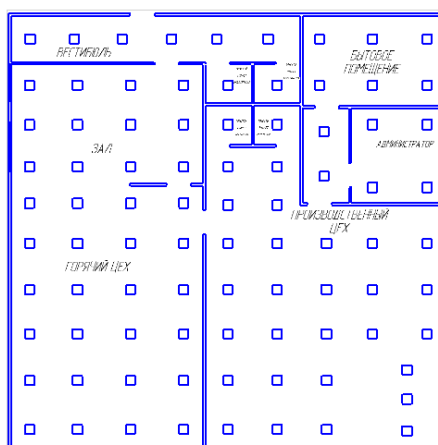 ВЕСТИБЮЛЬ
БЫТОВОЕ
ПОМЕЩЕНИЕ
ЗАЛ
АДМИНИСТРАТОР
ПРОИЗВОДСТВЕННЫЙ
ЦЕХ
ГОРЯЧИЙ ЦЕХ